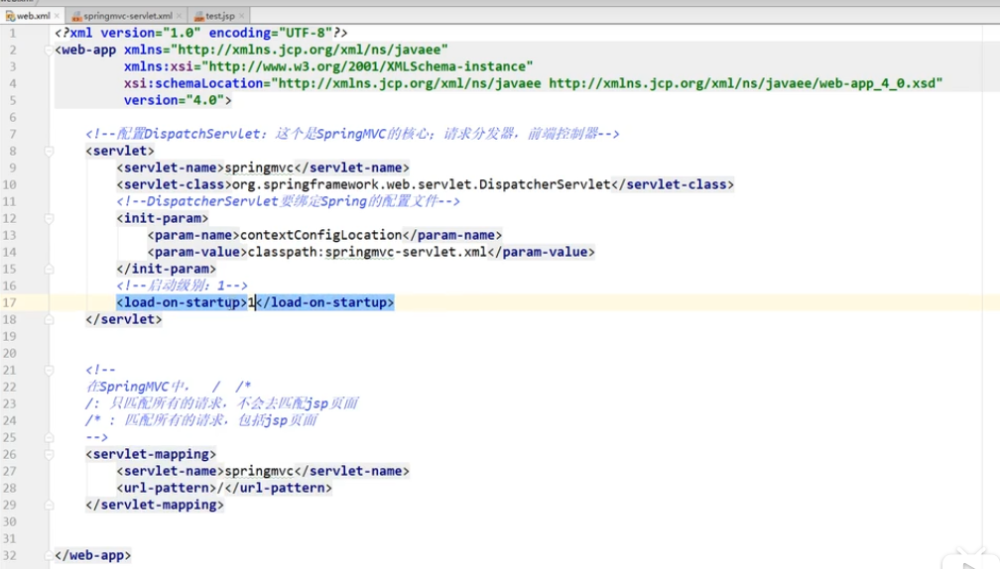 web.xml springmvc-servlet.xml test.jsp
1 <?xml version="1.0" encoding="UTF-8"?>
2 <web-app xmlns="http://xmlns.jcp.org/xml/ns/javaee"
3 xmlns:xsi="http://www.w3.org/2001/XMLSchema-instance"
4 xsi:schemaLocation="http://xmlns.jcp.org/xml/ns/javaee http://xmlns.jcp.org/xml/ns/javaee/web-app_4_0.xsd"
5 version="4.0">
6
7 <!--配置DispatchServlet：这个是SpringMVC的核心；请求分发器，前端控制器-->
8 <servlet>
9 <servlet-name>springmvc</servlet-name>
10 <servlet-class>org.springframework.web.servlet.DispatcherServlet</servlet-class>
11 <!--DispatcherServlet要绑定Spring的配置文件-->
12 <init-param>
13 <param-name>contextConfigLocation</param-name>
14 <param-value>classpath:springmvc-servlet.xml</param-value>
15 </init-param>
16 <!--启动级别：1-->
17 <load-on-startup>1</load-on-startup>
18 </servlet>
19
20
21 <!--
22 在SpringMVC中， / /*
23 /: 只匹配所有的请求，不会去匹配jsp页面
24 /* : 匹配所有的请求，包括jsp页面
25 -->
26 <servlet-mapping>
27 <servlet-name>springmvc</servlet-name>
28 <url-pattern>/</url-pattern>
29 </servlet-mapping>
30
31
32 </web-app>